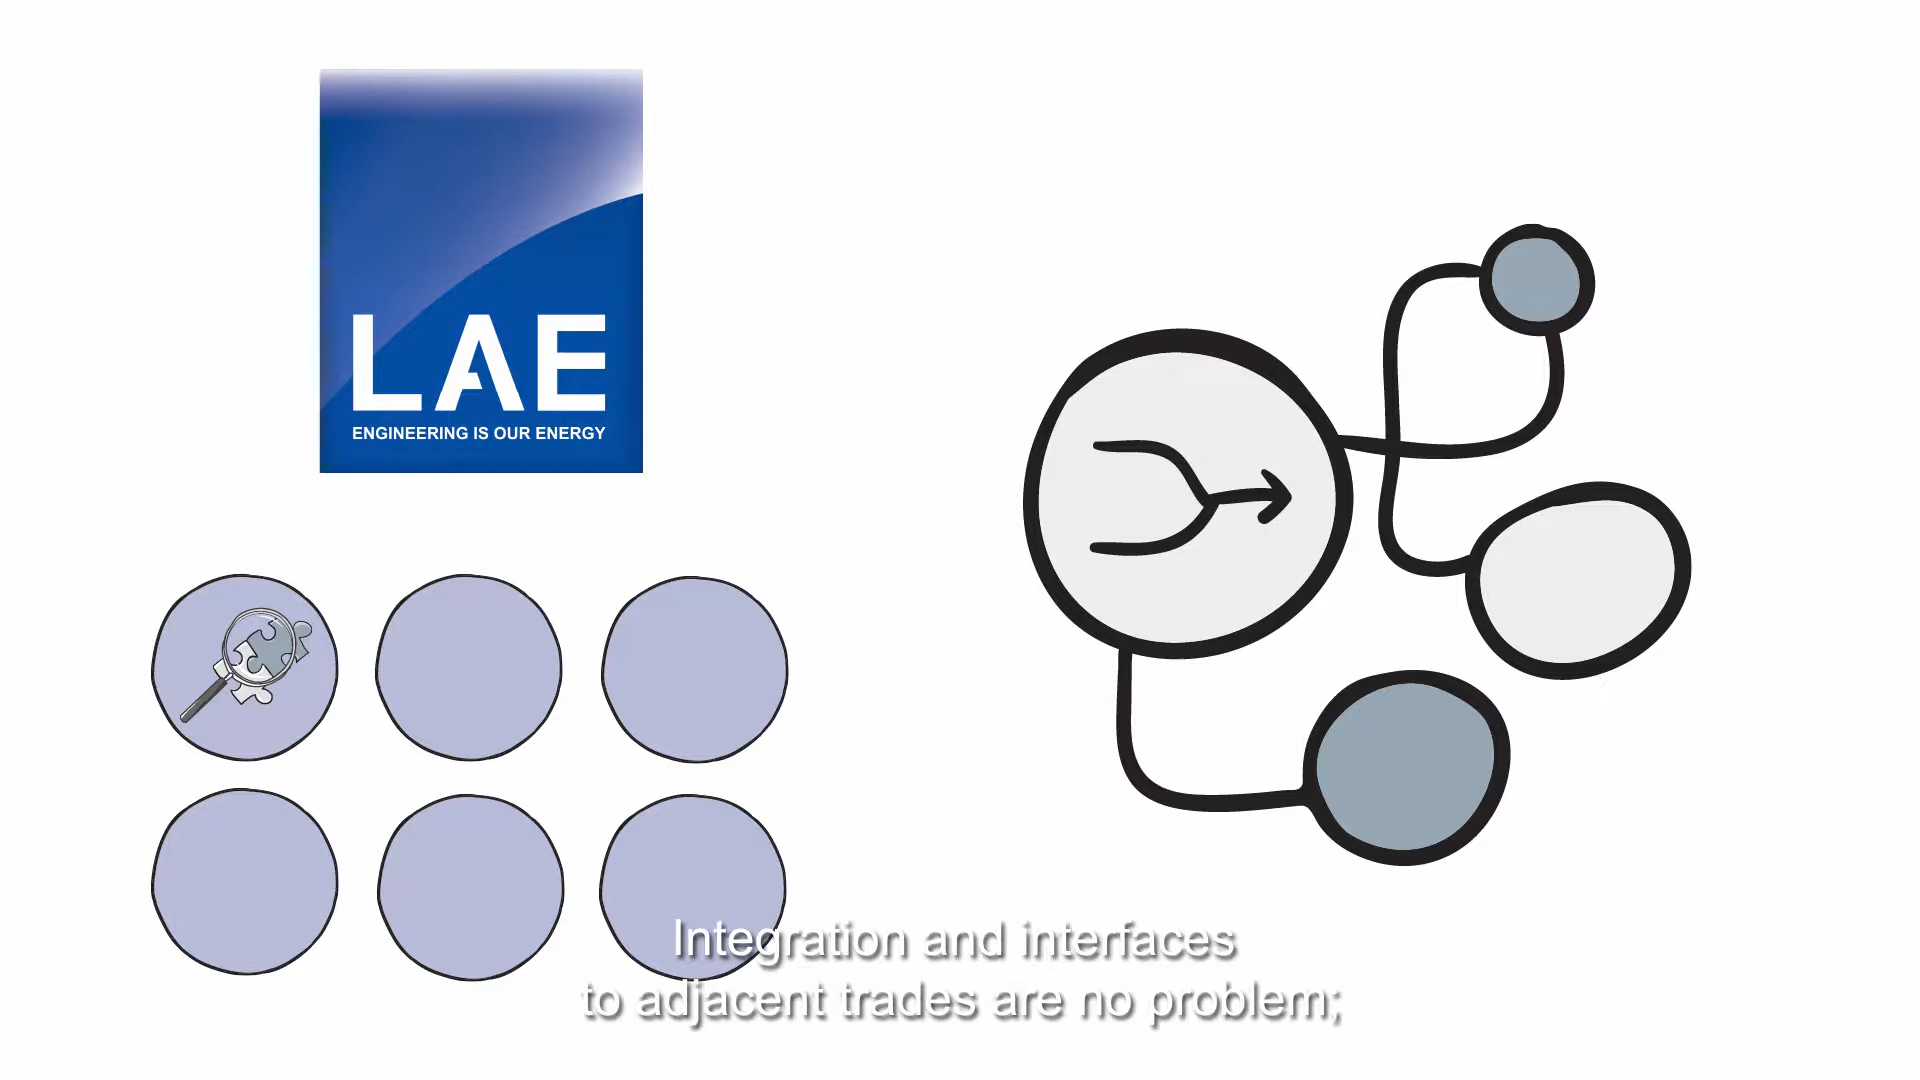 LAE
ENGINEERING IS OUR ENERGY
Integration and interfaces
to adjacent trades are no problem;